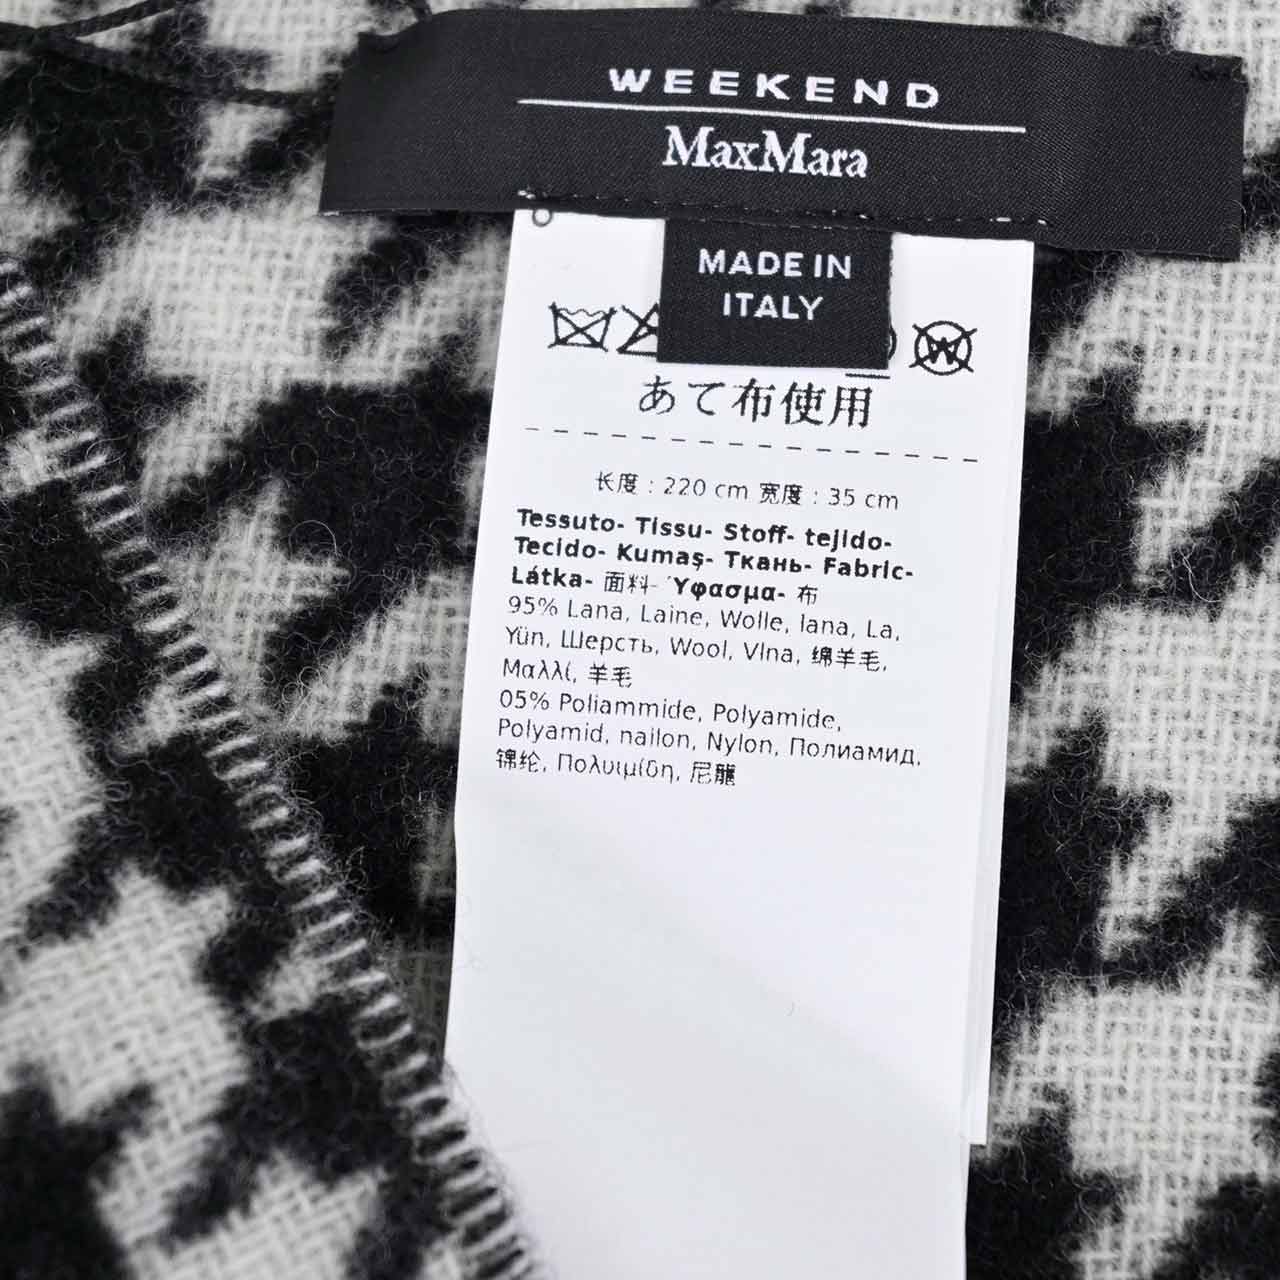 WEEKEND
MaxMara
MADE IN
ITALY
W
あて布使用
长度 : 220 cm 宽度 : 35 cm
Tessuto- Tissu- Stoff- tejido-
Tecido- Kumaş- Ткань- Fabric-
Látka- 面料- Ύφασμα- 布
95% Lana, Laine, Wolle, lana, La,
Yün, Шерсть, Wool, Vlna, 绵羊毛,
Μαλλί, 羊毛
05% Poliammide, Polyamide,
Polyamid, nailon, Nylon, Полиамид,
锦纶, Πολυιμίδη, 尼龍